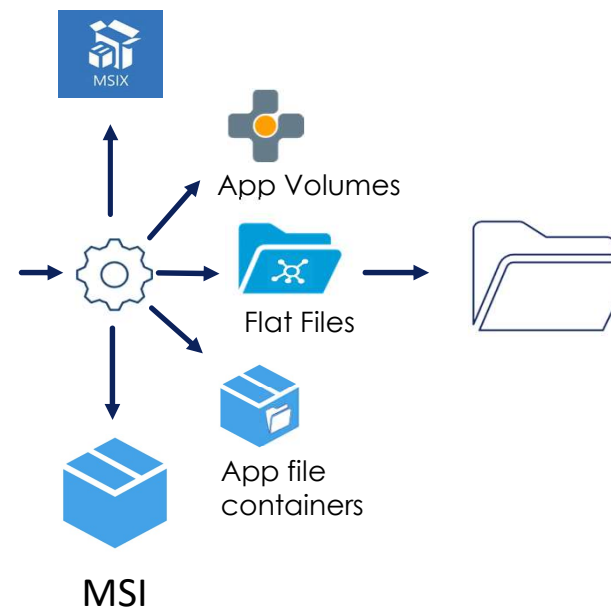 MSIX
App Volumes
Flat Files
App file
containers
MSI